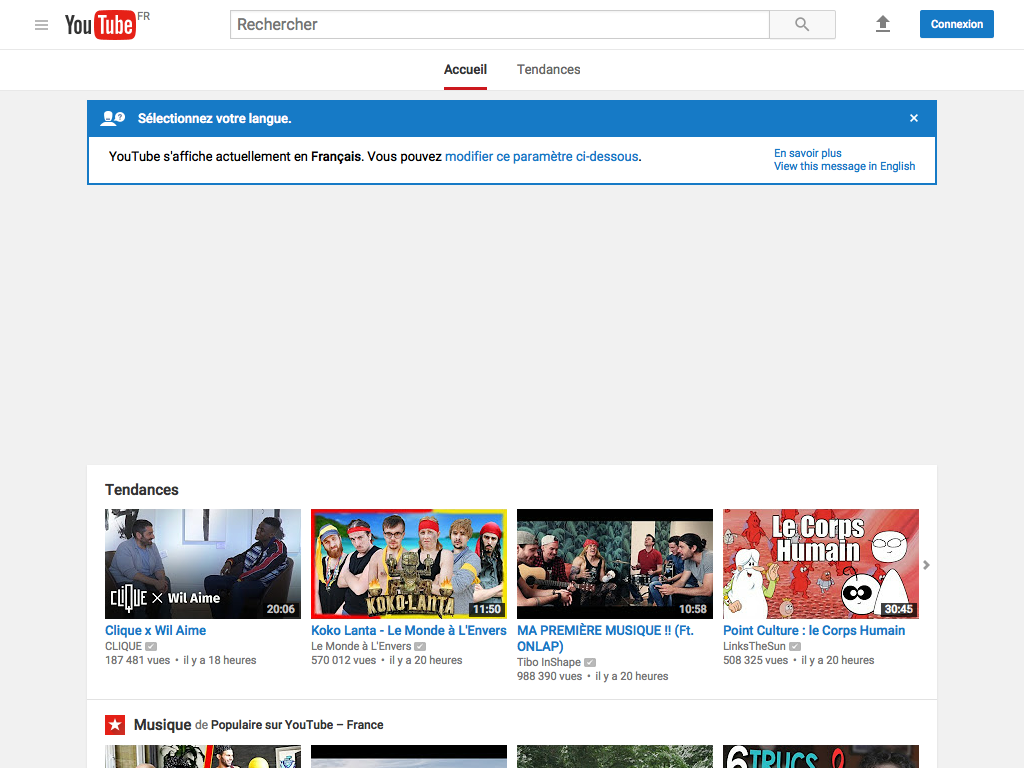 YouTube FR
Rechercher
Connexion
Accueil
Tendances
Sélectionnez votre langue.
×
YouTube s'affiche actuellement en Français. Vous pouvez modifier ce paramètre ci-dessous.
En savoir plus
View this message in English
Tendances
CLIQUE × Wil Aime
20:06
Clique x Wil Aime
CLIQUE
187 481 vues • il y a 18 heures
KOKO-LANTA
11:50
Koko Lanta - Le Monde à L'Envers
Le Monde à L'Envers
570 012 vues • il y a 20 heures
10:58
MA PREMIÈRE MUSIQUE !! (Ft.
ONLAP)
Tibo InShape
988 390 vues • il y a 20 heures
Le Corps
Humain
30:45
Point Culture : le Corps Humain
LinksTheSun
508 325 vues • il y a 20 heures
Musique de Populaire sur YouTube – France
6 TRUCS